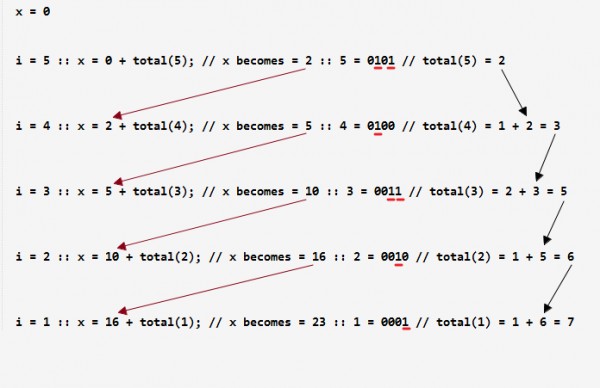 x = 0
i = 5 :: x = 0 + total(5); // x becomes = 2 :: 5 = 0101 // total(5) = 2
i = 4 :: x = 2 + total(4); // x becomes = 5 :: 4 = 0100 // total(4) = 1 + 2 = 3
i = 3 :: x = 5 + total(3); // x becomes = 10 :: 3 = 0011 // total(3) = 2 + 3 = 5
i = 2 :: x = 10 + total(2); // x becomes = 16 :: 2 = 0010 // total(2) = 1 + 5 = 6
i = 1 :: x = 16 + total(1); // x becomes = 23 :: 1 = 0001 // total(1) = 1 + 6 = 7